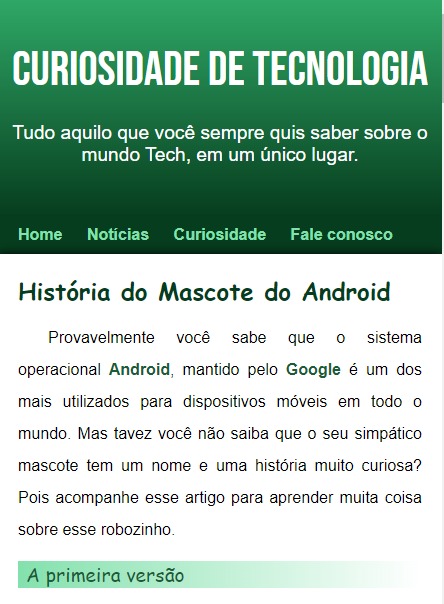 CURIOSIDADE DE TECNOLOGIA
Tudo aquilo que você sempre quis saber sobre o
mundo Tech, em um único lugar.
Home Notícias Curiosidade Fale conosco
História do Mascote do Android
Provavelmente você sabe que o sistema
operacional Android, mantido pelo Google é um dos
mais utilizados para dispositivos móveis em todo o
mundo. Mas tavez você não saiba que o seu simpático
mascote tem um nome e uma história muito curiosa?
Pois acompanhe esse artigo para aprender muita coisa
sobre esse robozinho.
A primeira versão